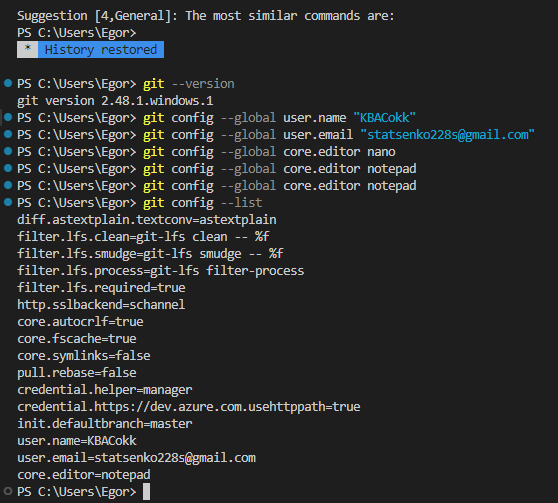 Suggestion [4,General]: The most similar commands are:
PS C:\Users\Egor>
* History restored
PS C:\Users\Egor> git --version
git version 2.48.1.windows.1
PS C:\Users\Egor> git config --global user.name "KBACokk"
PS C:\Users\Egor> git config --global user.email "statsenko228s@gmail.com"
PS C:\Users\Egor> git config --global core.editor nano
PS C:\Users\Egor> git config --global core.editor notepad
PS C:\Users\Egor> git config --global core.editor notepad
PS C:\Users\Egor> git config --list
diff.astextplain.textconv=astextplain
filter.lfs.clean=git-lfs clean -- %f
filter.lfs.smudge=git-lfs smudge -- %f
filter.lfs.process=git-lfs filter-process
filter.lfs.required=true
http.sslbackend=schannel
core.autocrlf=true
core.fscache=true
core.symlinks=false
pull.rebase=false
credential.helper=manager
credential.https://dev.azure.com.usehttppath=true
init.defaultbranch=master
user.name=KBACokk
user.email=statsenko228s@gmail.com
core.editor=notepad
PS C:\Users\Egor>